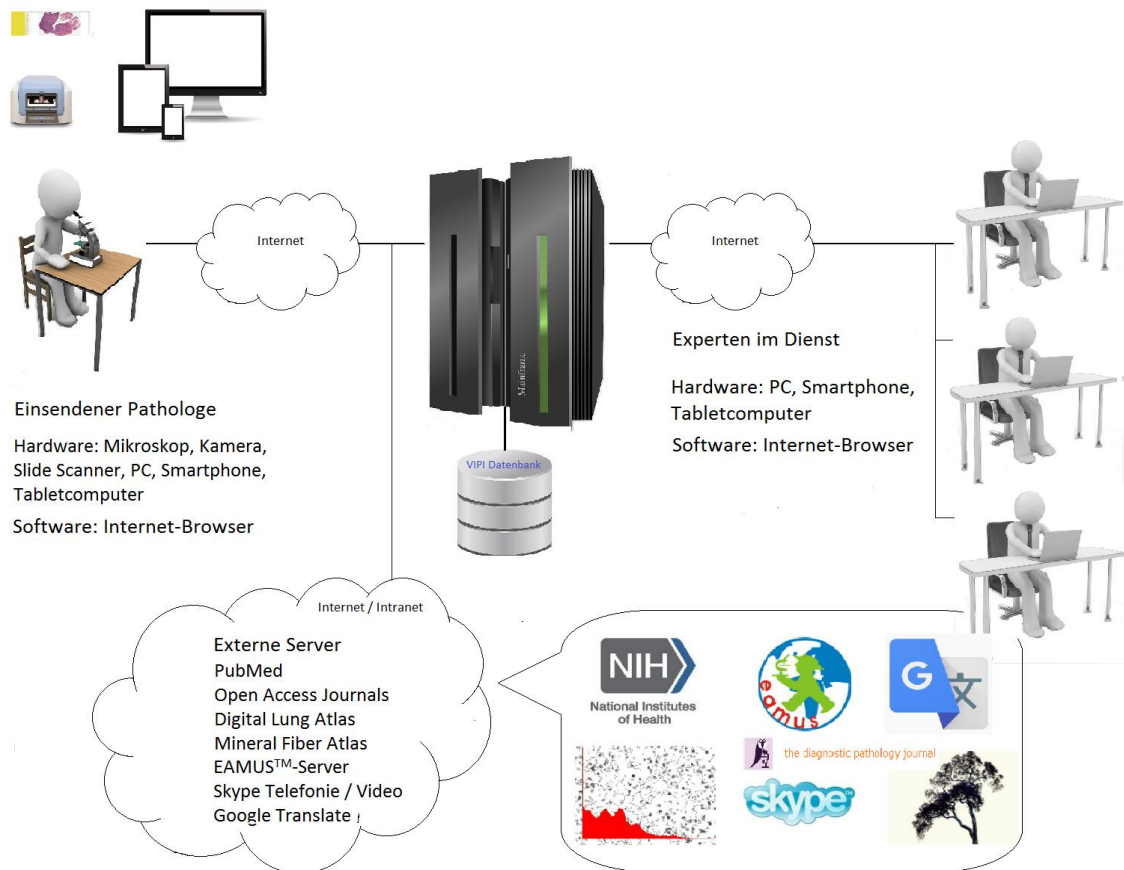 Internet
Internet
Mainframe
VIPI Datenbank
Einsendener Pathologe
Hardware: Mikroskop, Kamera,
Slide Scanner, PC, Smartphone,
Tabletcomputer
Software: Internet-Browser
Experten im Dienst
Hardware: PC, Smartphone,
Tabletcomputer
Software: Internet-Browser
Internet / Intranet
Externe Server
PubMed
Open Access Journals
Digital Lung Atlas
Mineral Fiber Atlas
EAMUS™-Server
Skype Telefonie / Video
Google Translate
NIH
National Institutes
of Health
eamus
G 文
the diagnostic pathology journal
skype™